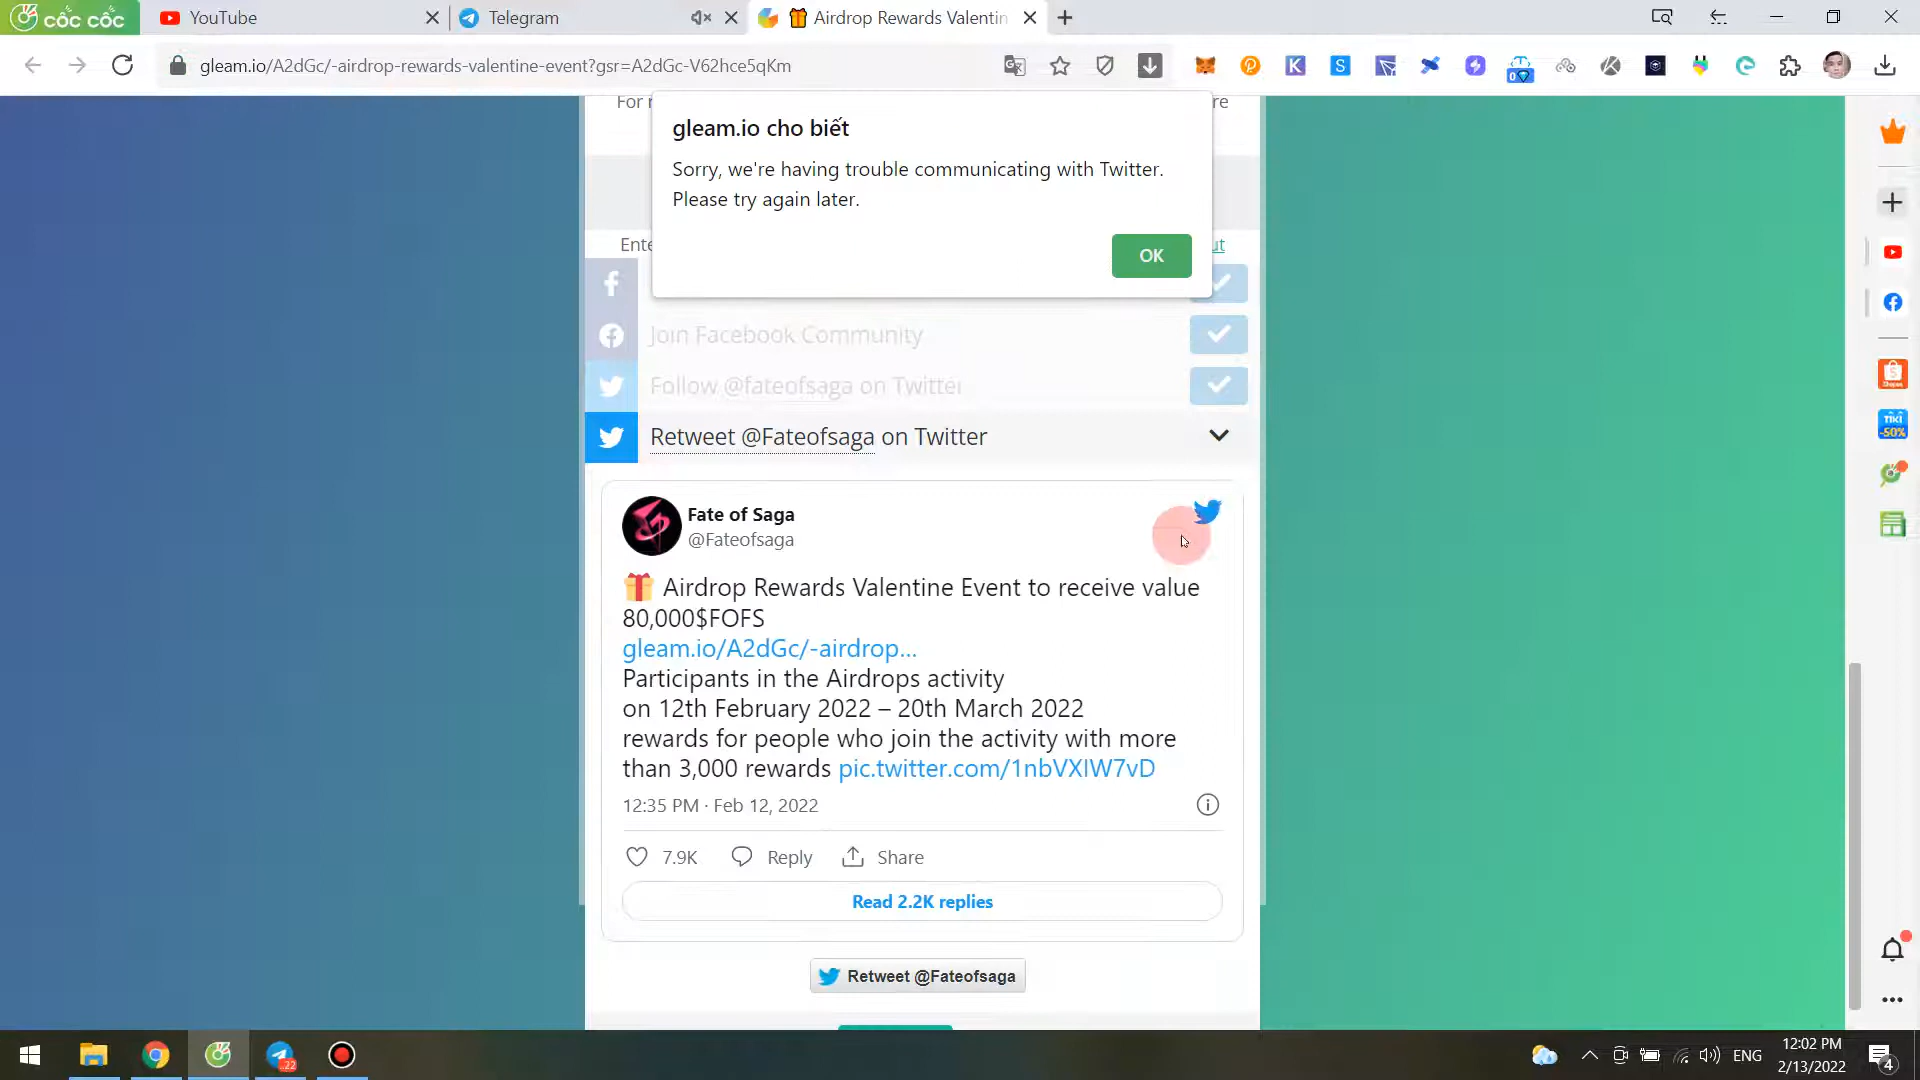 cốc cốc
YouTube
Telegram
Airdrop Rewards Valentin
gleam.io/A2dGc/-airdrop-rewards-valentine-event?gsr=A2dGc-V62hce5qKm
gleam.io cho biết
Sorry, we're having trouble communicating with Twitter.
Please try again later.
OK
Join Facebook Community
Follow @fateofsaga on Twitter
Retweet @Fateofsaga on Twitter
Fate of Saga
@Fateofsaga
Airdrop Rewards Valentine Event to receive value
80,000$FOFS
gleam.io/A2dGc/-airdrop...
Participants in the Airdrops activity
on 12th February 2022 – 20th March 2022
rewards for people who join the activity with more
than 3,000 rewards pic.twitter.com/1nbVXIW7vD
12:35 PM · Feb 12, 2022
7.9K Reply Share
Read 2.2K replies
Retweet @Fateofsaga
TiKi
-50%
22
ENG
12:02 PM
2/13/2022
4